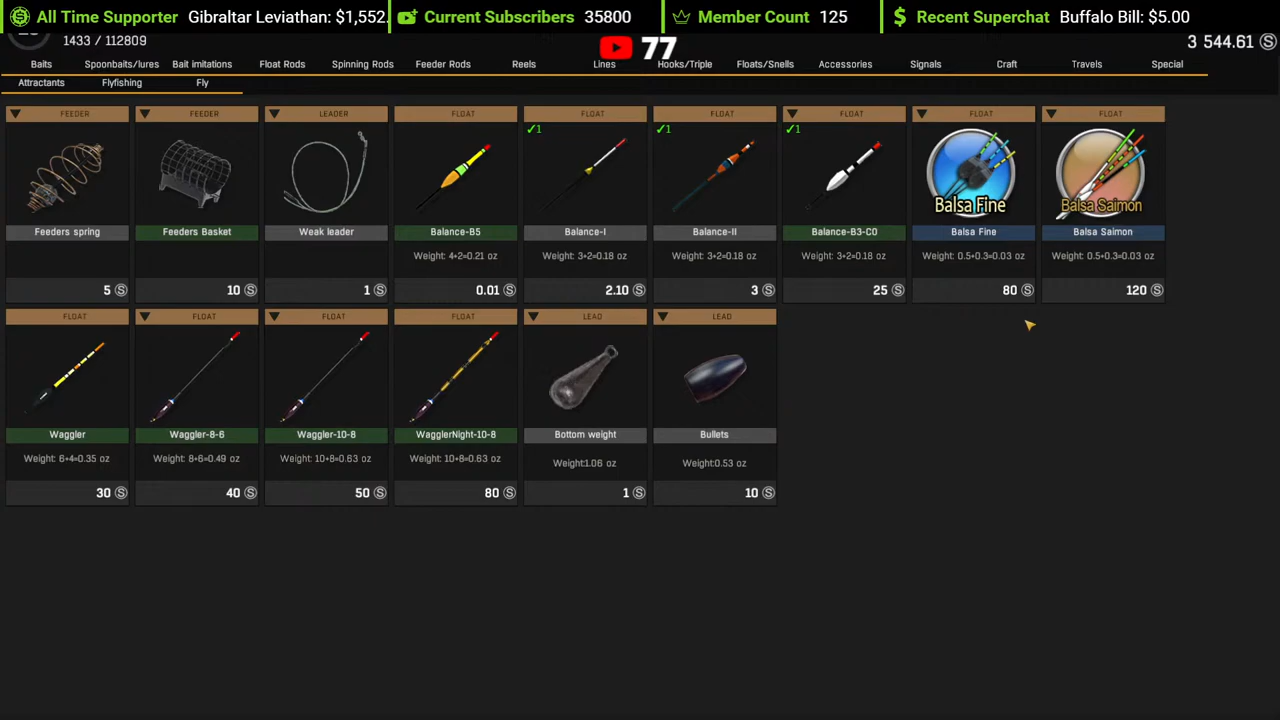 All Time Supporter Gibraltar Leviathan: $1,552.
Current Subscribers 35800
Member Count 125
Recent Superchat Buffalo Bill: $5.00
1433 / 112809
77
3 544.61
Baits Spoonbaits/lures Bait imitations Float Rods Spinning Rods Feeder Rods Reels Lines Hooks/Triple Floats/Snells Accessories Signals Craft Travels Special
Attractants Flyfishing Fly
FEEDER FEEDER LEADER FLOAT FLOAT FLOAT FLOAT FLOAT FLOAT
✓1 ✓1 ✓1
Balsa Fine Balsa Saimon
Feeders spring Feeders Basket Weak leader Balance-B5 Balance-I Balance-II Balance-B3-C0 Balsa Fine Balsa Saimon
Weight: 4+2=0.21 oz Weight: 3+2=0.18 oz Weight: 3+2=0.18 oz Weight: 3+2=0.18 oz Weight: 0.5+0.3=0.03 oz Weight: 0.5+0.3=0.03 oz
5 10 1 0.01 2.10 3 25 80 120
FLOAT FLOAT FLOAT FLOAT LEAD LEAD
Waggler Waggler-8-6 Waggler-10-8 WagglerNight-10-8 Bottom weight Bullets
Weight: 6+4=0.35 oz Weight: 8+6=0.49 oz Weight: 10+8=0.63 oz Weight: 10+8=0.63 oz Weight:1.06 oz Weight:0.53 oz
30 40 50 80 1 10